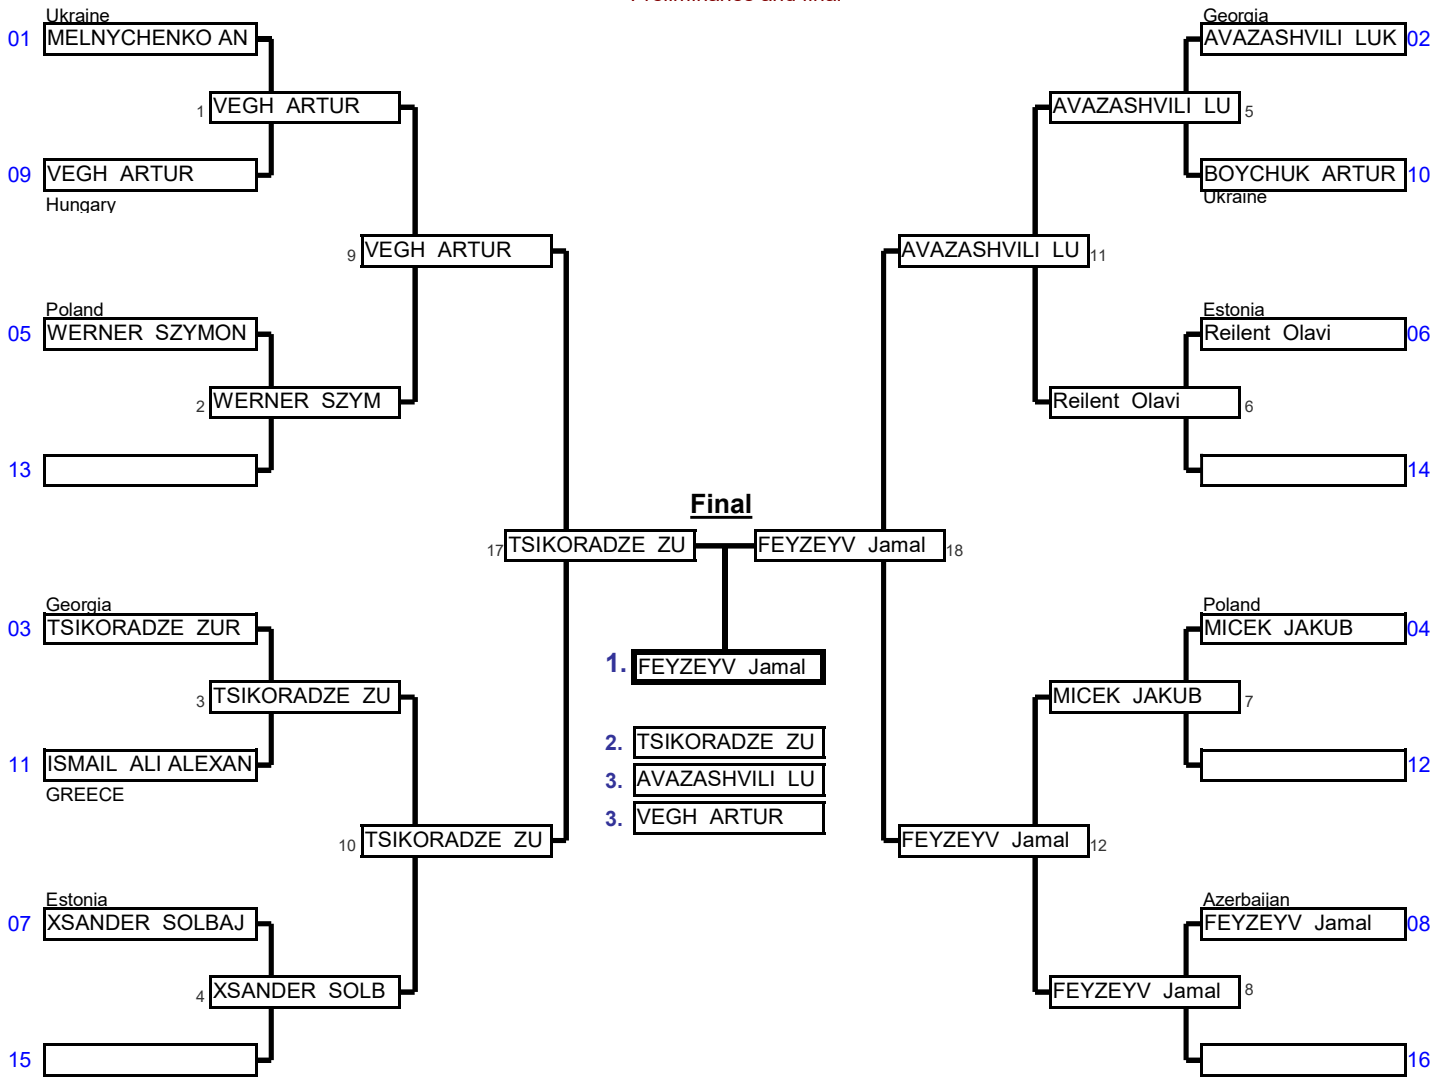 Ukraine
01 MELNYCHENKO AN
1 VEGH ARTUR
09 VEGH ARTUR
Hungary
9 VEGH ARTUR
Poland
05 WERNER SZYMON
2 WERNER SZYM
13
17 TSIKORADZE ZU
Georgia
03 TSIKORADZE ZUR
3 TSIKORADZE ZU
11 ISMAIL ALI ALEXAN
GREECE
10 TSIKORADZE ZU
Estonia
07 XSANDER SOLBAJ
4 XSANDER SOLB
15
Final
1. FEYZEYV Jamal
2. TSIKORADZE ZU
3. AVAZASHVILI LU
3. VEGH ARTUR
Georgia
AVAZASHVILI LUK 02
AVAZASHVILI LU 5
BOYCHUK ARTUR 10
Ukraine
AVAZASHVILI LU 11
Estonia
Reilent Olavi 06
Reilent Olavi 6
14
FEYZEYV Jamal 18
Poland
MICEK JAKUB 04
MICEK JAKUB 7
12
FEYZEYV Jamal 12
Azerbaijan
FEYZEYV Jamal 08
FEYZEYV Jamal 8
16